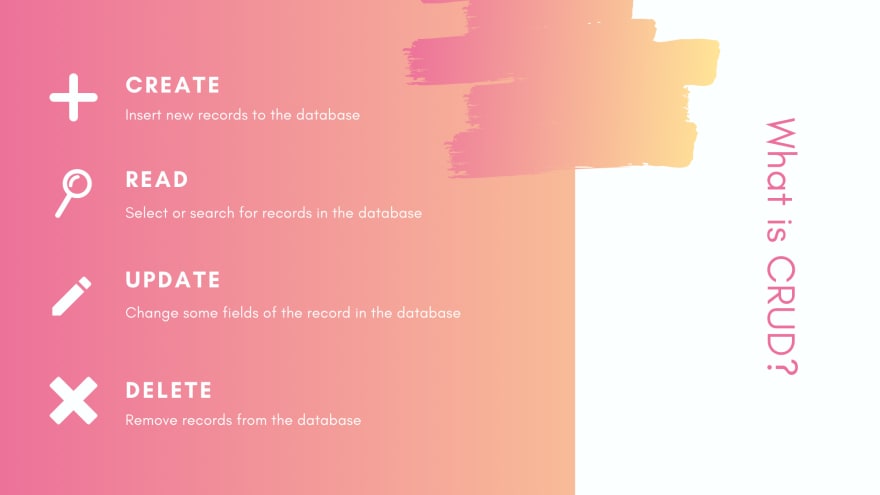 CREATE
Insert new records to the database
READ
Select or search for records in the database
UPDATE
Change some fields of the record in the database
DELETE
Remove records from the database
What is CRUD?